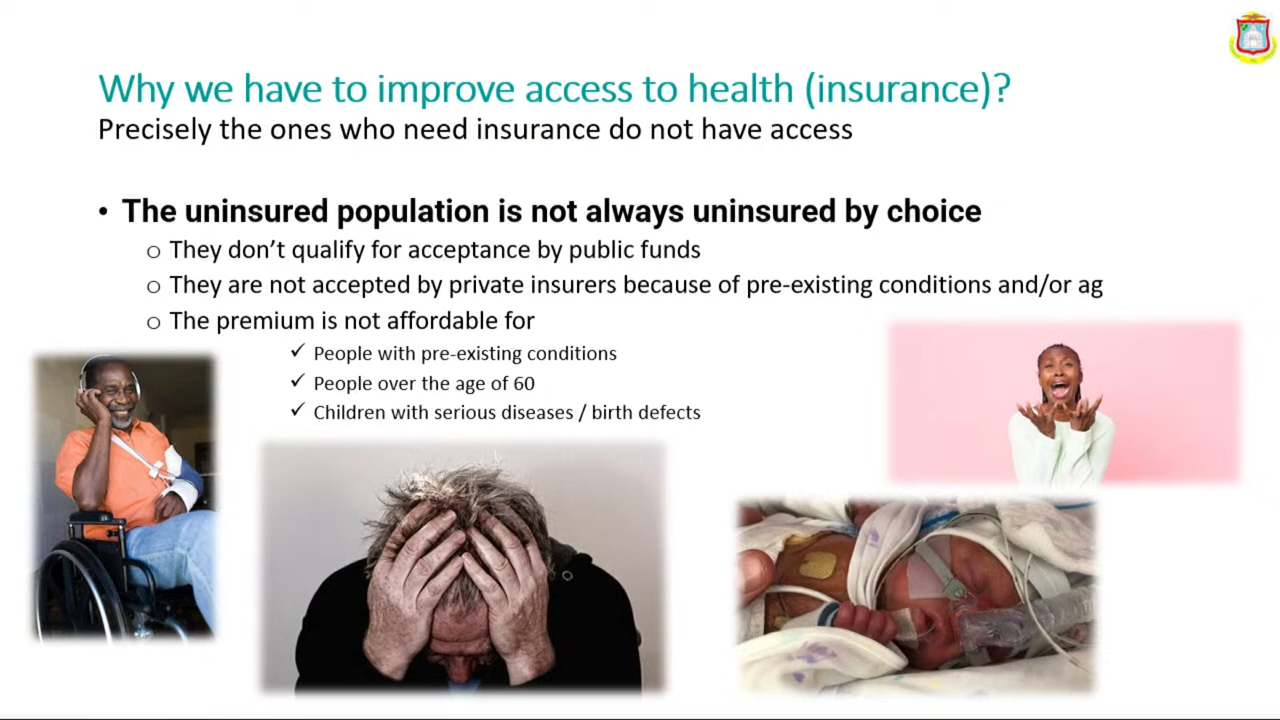 Why we have to improve access to health (insurance)?
Precisely the ones who need insurance do not have access
• The uninsured population is not always uninsured by choice
o They don't qualify for acceptance by public funds
o They are not accepted by private insurers because of pre-existing conditions and/or ag
o The premium is not affordable for
✓ People with pre-existing conditions
✓ People over the age of 60
✓ Children with serious diseases / birth defects